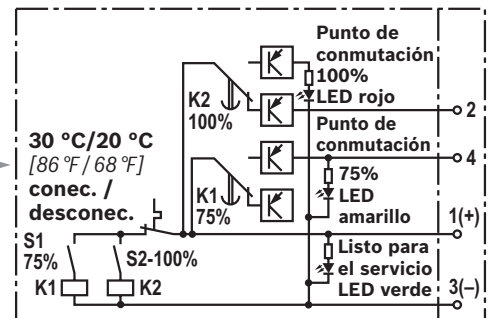 Punto de
conmutación
100%
LED rojo
K2
100%
2
Punto de
conmutación
4
30 °C/20 °C
[86 °F / 68 °F]
conec. /
desconec.
75%
LED
amarillo
K1
75%
1(+)
S1
75%
S2-100%
Listo para
el servicio
LED verde
K1
K2
3(–)